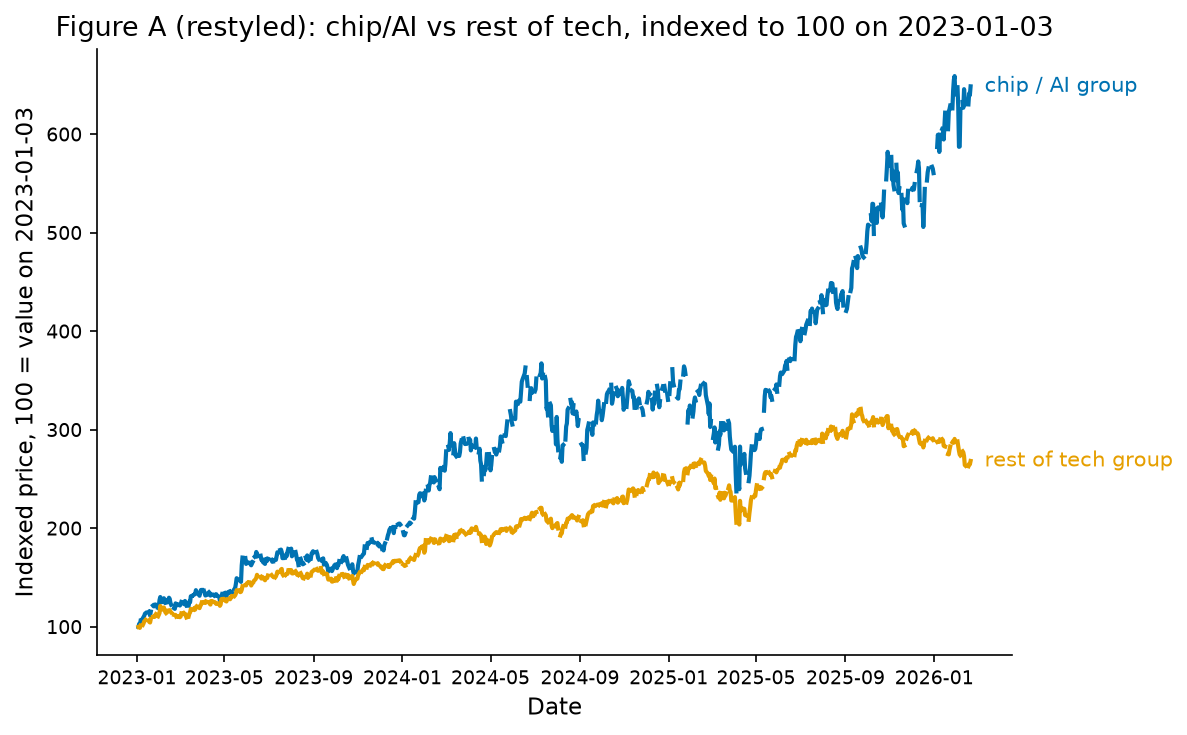 Figure A (restyled): chip/AI vs rest of tech, indexed to 100 on 2023-01-03
Indexed price, 100 = value on 2023-01-03
600
500
400
300
200
100
chip / AI group
rest of tech group
2023-01 2023-05 2023-09 2024-01 2024-05 2024-09 2025-01 2025-05 2025-09 2026-01
Date